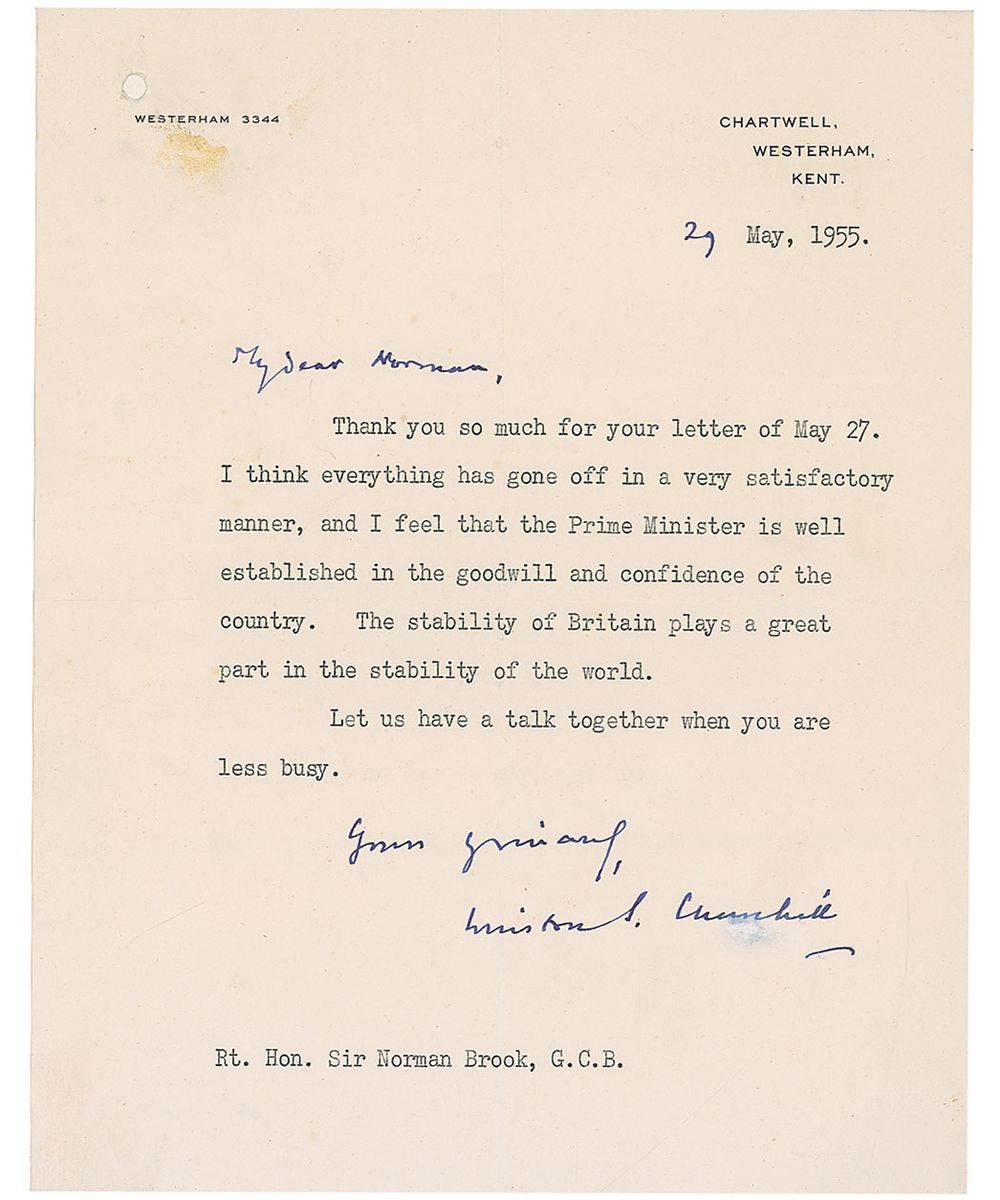 WESTERHAM 3344
CHARTWELL,
WESTERHAM,
KENT.
29 May, 1955.
My dear Norman,
Thank you so much for your letter of May 27.
I think everything has gone off in a very satisfactory
manner, and I feel that the Prime Minister is well
established in the goodwill and confidence of the
country. The stability of Britain plays a great
part in the stability of the world.
Let us have a talk together when you are
less busy.
Yours
Winston S. Churchill
Rt. Hon. Sir Norman Brook, G.C.B.